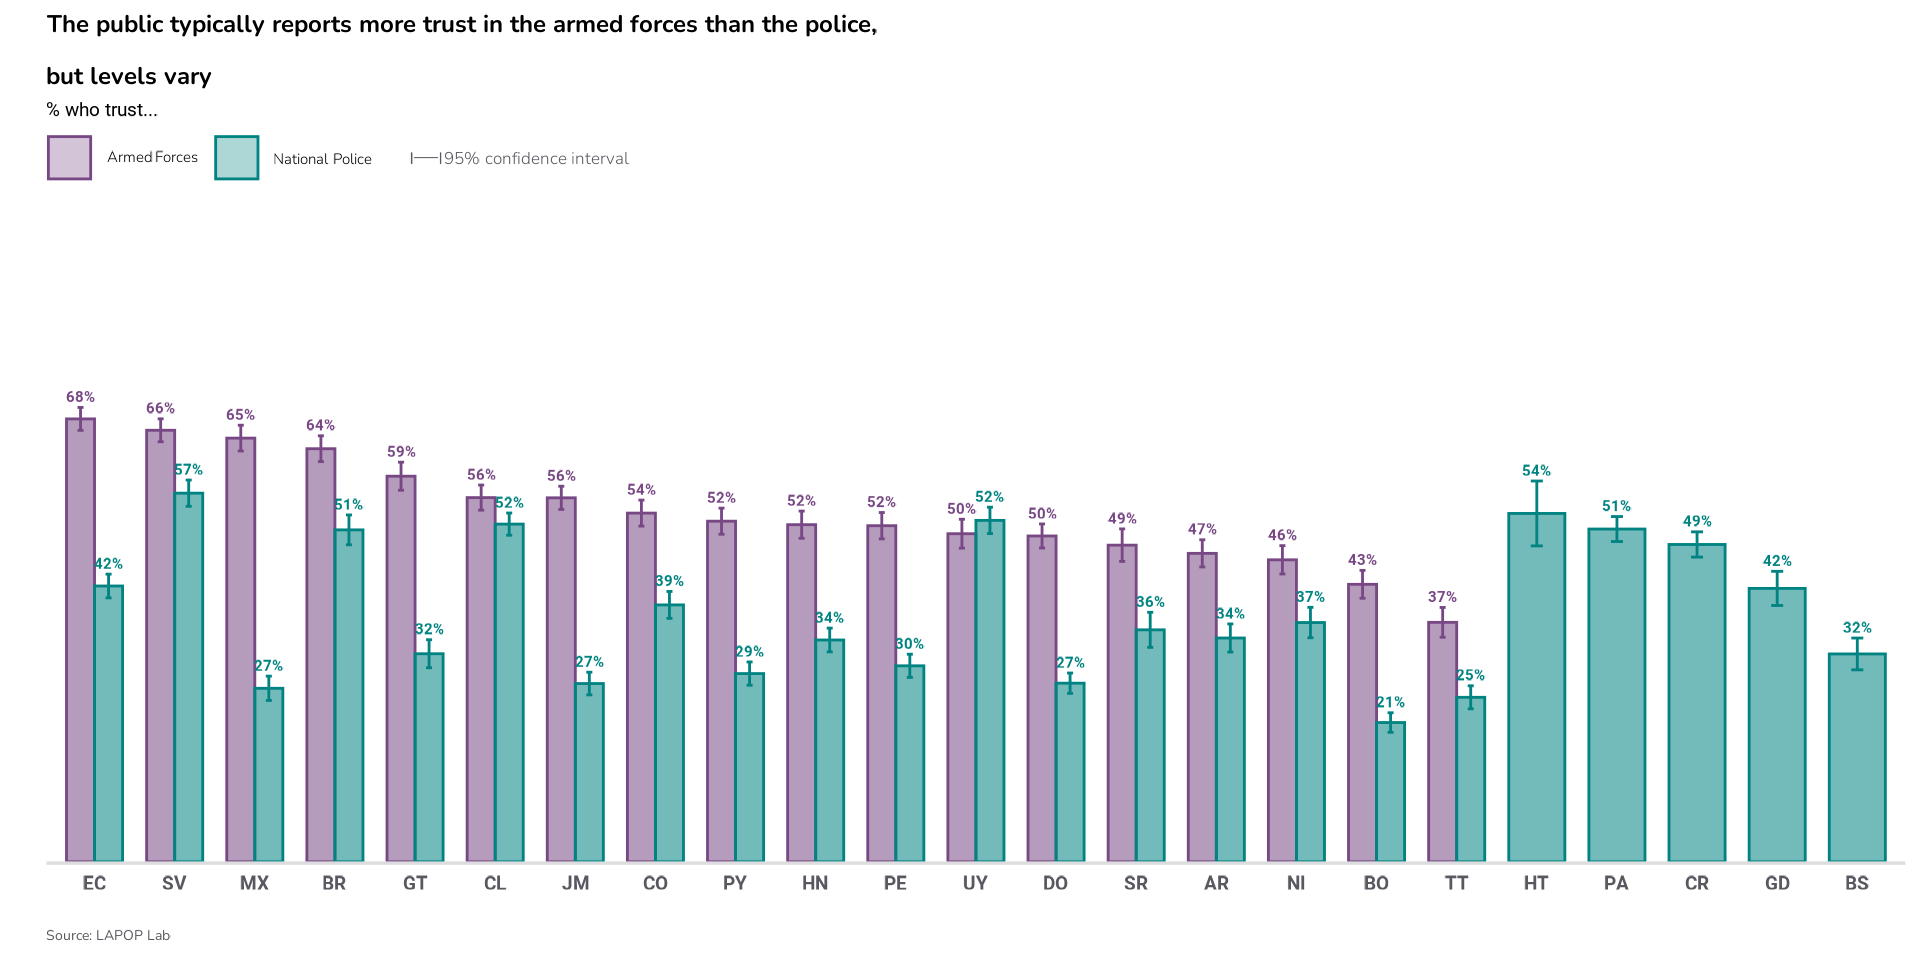 The public typically reports more trust in the armed forces than the police,
but levels vary
% who trust...
Armed Forces National Police 95% confidence interval
68% 42% 66% 57% 65% 27% 64% 51% 59% 32% 56% 52% 56% 27% 54% 39% 52% 29% 52% 34% 52% 30% 50% 52% 50% 27% 49% 36% 47% 34% 46% 37% 43% 21% 37% 25% 54% 51% 49% 42% 32%
EC SV MX BR GT CL JM CO PY HN PE UY DO SR AR NI BO TT HT PA CR GD BS
Source: LAPOP Lab